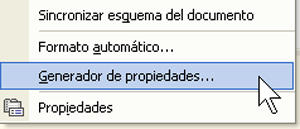 Sincronizar esquema del documento
Formato automático...
Generador de propiedades...
Propiedades